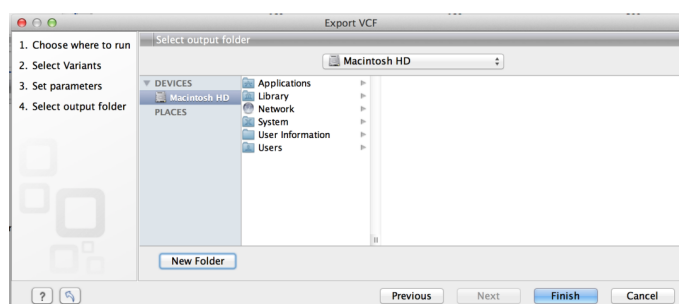 Export VCF
1. Choose where to run
2. Select Variants
3. Set parameters
4. Select output folder
Select output folder
Macintosh HD
DEVICES
Macintosh HD
PLACES
Applications
Library
Network
System
User Information
Users
New Folder
?
Previous
Next
Finish
Cancel